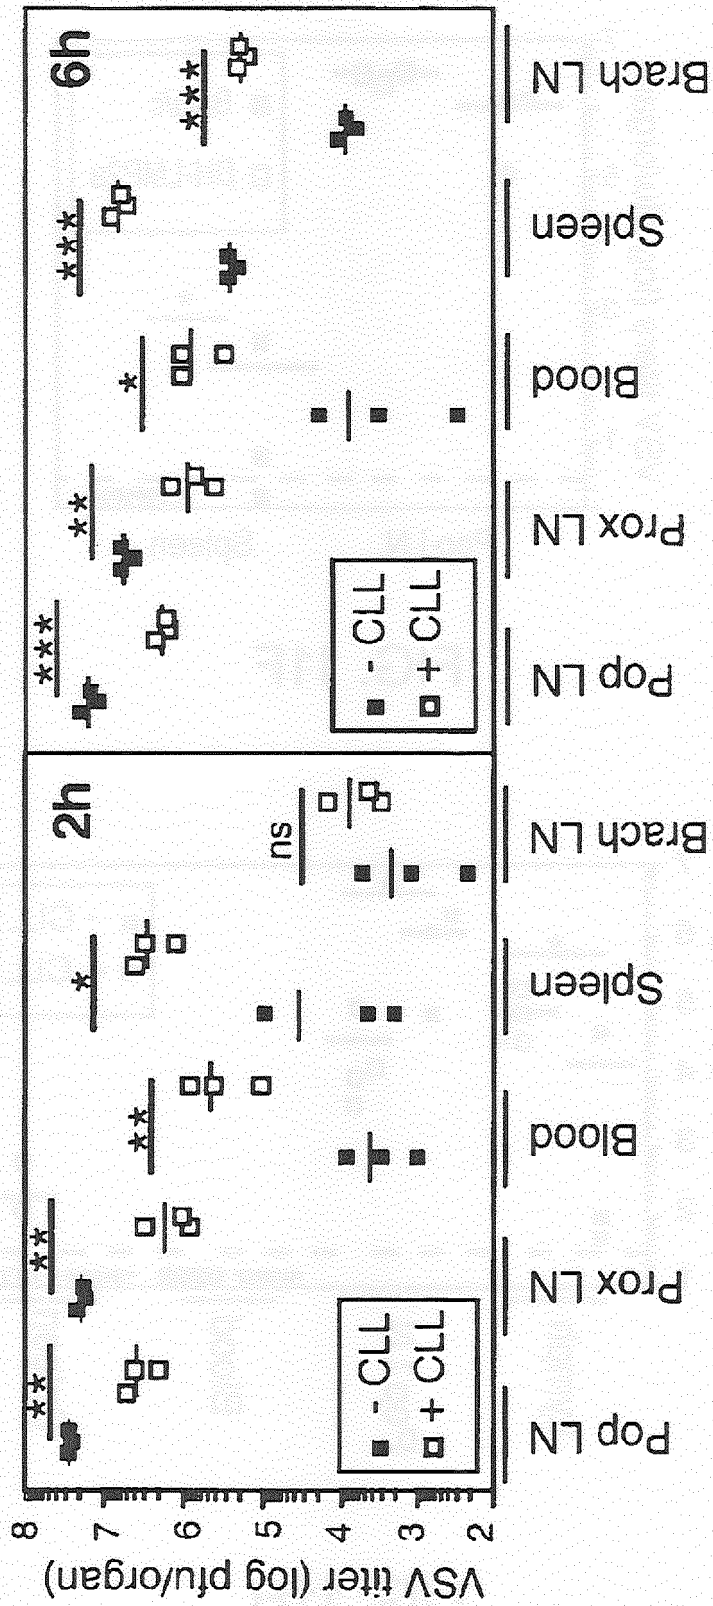 VSV titer (log pfu/organ)
8
7
6
5
4
3
2
2h
**
**
**
*
ns
- CLL
+ CLL
Pop LN
Prox LN
Blood
Spleen
Brach LN
6h
***
**
*
***
***
- CLL
+ CLL
Pop LN
Prox LN
Blood
Spleen
Brach LN